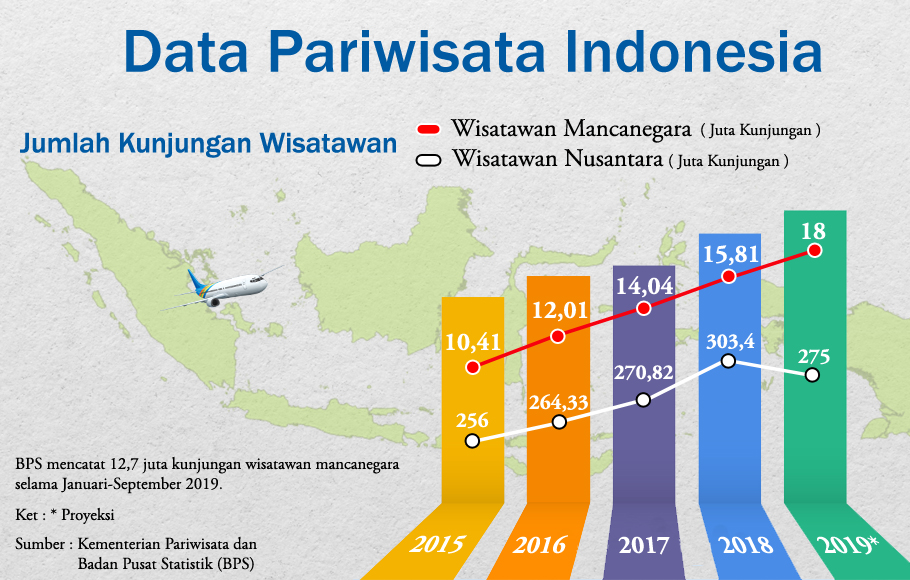 Data Pariwisata Indonesia
Jumlah Kunjungan Wisatawan
Wisatawan Mancanegara ( Juta Kunjungan )
Wisatawan Nusantara ( Juta Kunjungan )
10,41
12,01
14,04
15,81
18
256
264,33
270,82
303,4
275
2015
2016
2017
2018
2019*
BPS mencatat 12,7 juta kunjungan wisatawan mancanegara
selama Januari-September 2019.
Ket : * Proyeksi
Sumber : Kementerian Pariwisata dan
Badan Pusat Statistik (BPS)